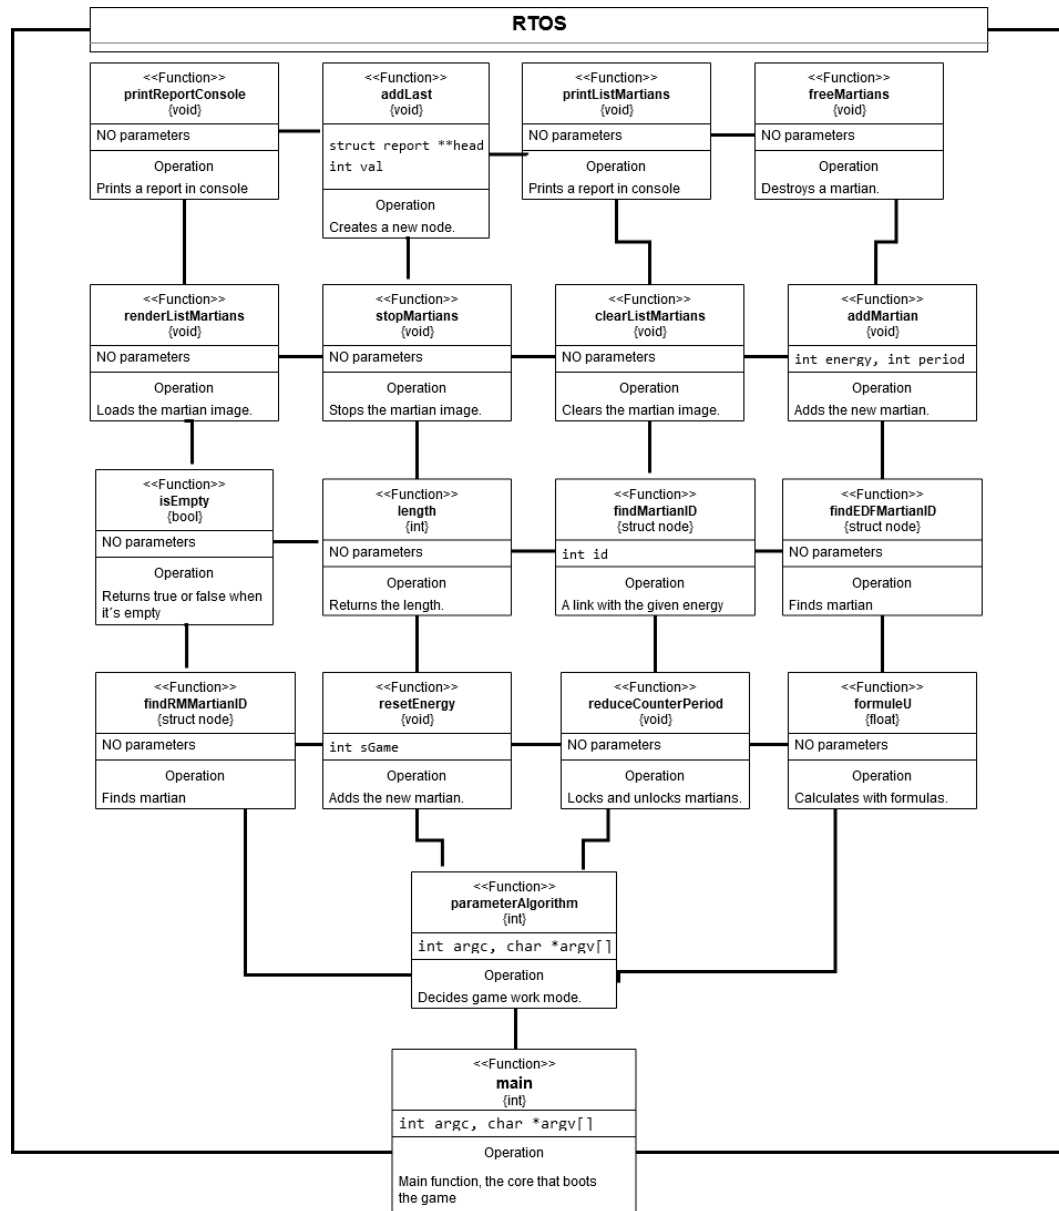 RTOS
<<Function>>
printReportConsole
{void}
NO parameters
Operation
Prints a report in console
<<Function>>
addLast
{void}
struct report **head
int val
Operation
Creates a new node.
<<Function>>
printListMartians
{void}
NO parameters
Operation
Prints a report in console
<<Function>>
freeMartians
{void}
NO parameters
Operation
Destroys a martian.
<<Function>>
renderListMartians
{void}
NO parameters
Operation
Loads the martian image.
<<Function>>
stopMartians
{void}
NO parameters
Operation
Stops the martian image.
<<Function>>
clearListMartians
{void}
NO parameters
Operation
Clears the martian image.
<<Function>>
addMartian
{void}
int energy, int period
Operation
Adds the new martian.
<<Function>>
isEmpty
{bool}
NO parameters
Operation
Returns true or false when
it´s empty
<<Function>>
length
{int}
NO parameters
Operation
Returns the length.
<<Function>>
findMartianID
{struct node}
int id
Operation
A link with the given energy
<<Function>>
findEDFMartianID
{struct node}
NO parameters
Operation
Finds martian
<<Function>>
findRMMartianID
{struct node}
NO parameters
Operation
Finds martian
<<Function>>
resetEnergy
{void}
int sGame
Operation
Adds the new martian.
<<Function>>
reduceCounterPeriod
{void}
NO parameters
Operation
Locks and unlocks martians.
<<Function>>
formuleU
{float}
NO parameters
Operation
Calculates with formulas.
<<Function>>
parameterAlgorithm
{int}
int argc, char *argv[]
Operation
Decides game work mode.
<<Function>>
main
{int}
int argc, char *argv[]
Operation
Main function, the core that boots
the game